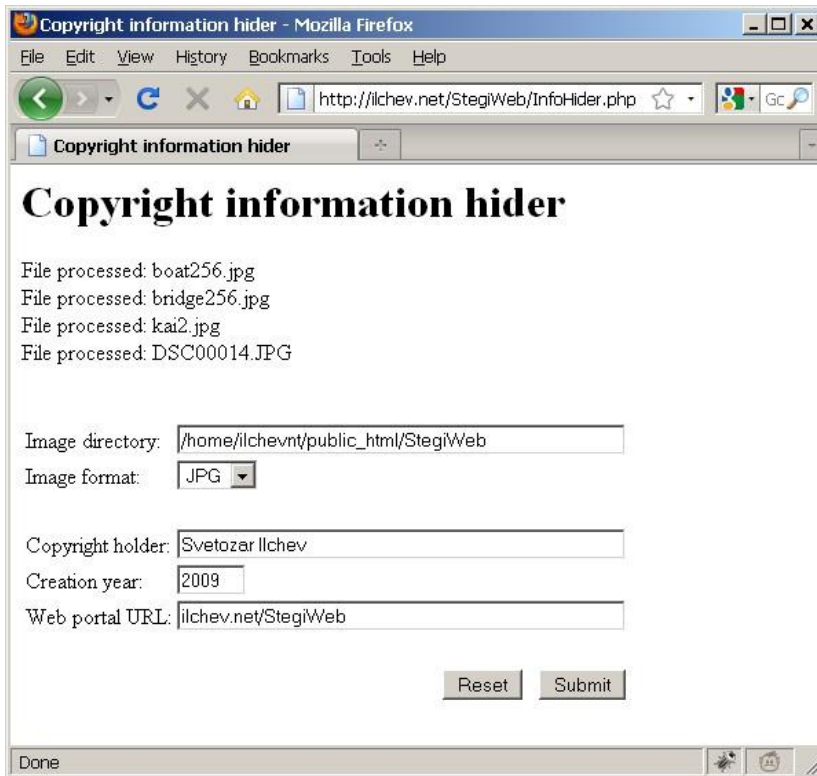 Copyright information hider - Mozilla Firefox
File Edit View History Bookmarks Tools Help
http://ilchev.net/StegiWeb/InfoHider.php
Copyright information hider
Copyright information hider
File processed: boat256.jpg
File processed: bridge256.jpg
File processed: kai2.jpg
File processed: DSC00014.JPG
Image directory: /home/ilchevnt/public_html/StegiWeb
Image format: JPG
Copyright holder: Svetozar Ilchev
Creation year: 2009
Web portal URL: ilchev.net/StegiWeb
Reset Submit
Done